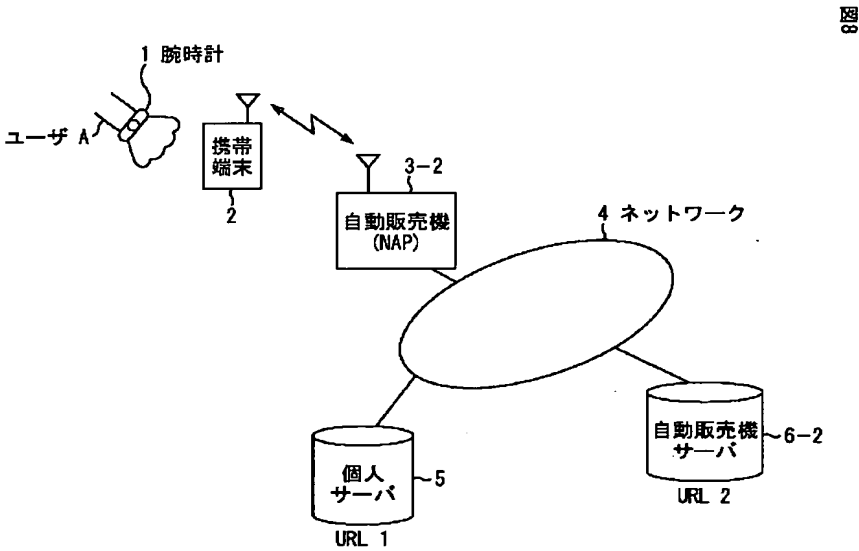 図8
1 腕時計
ユーザ A
携帯
端末
2
3-2
自動販売機
(NAP)
4 ネットワーク
個人
サーバ
5
URL 1
自動販売機
サーバ
6-2
URL 2